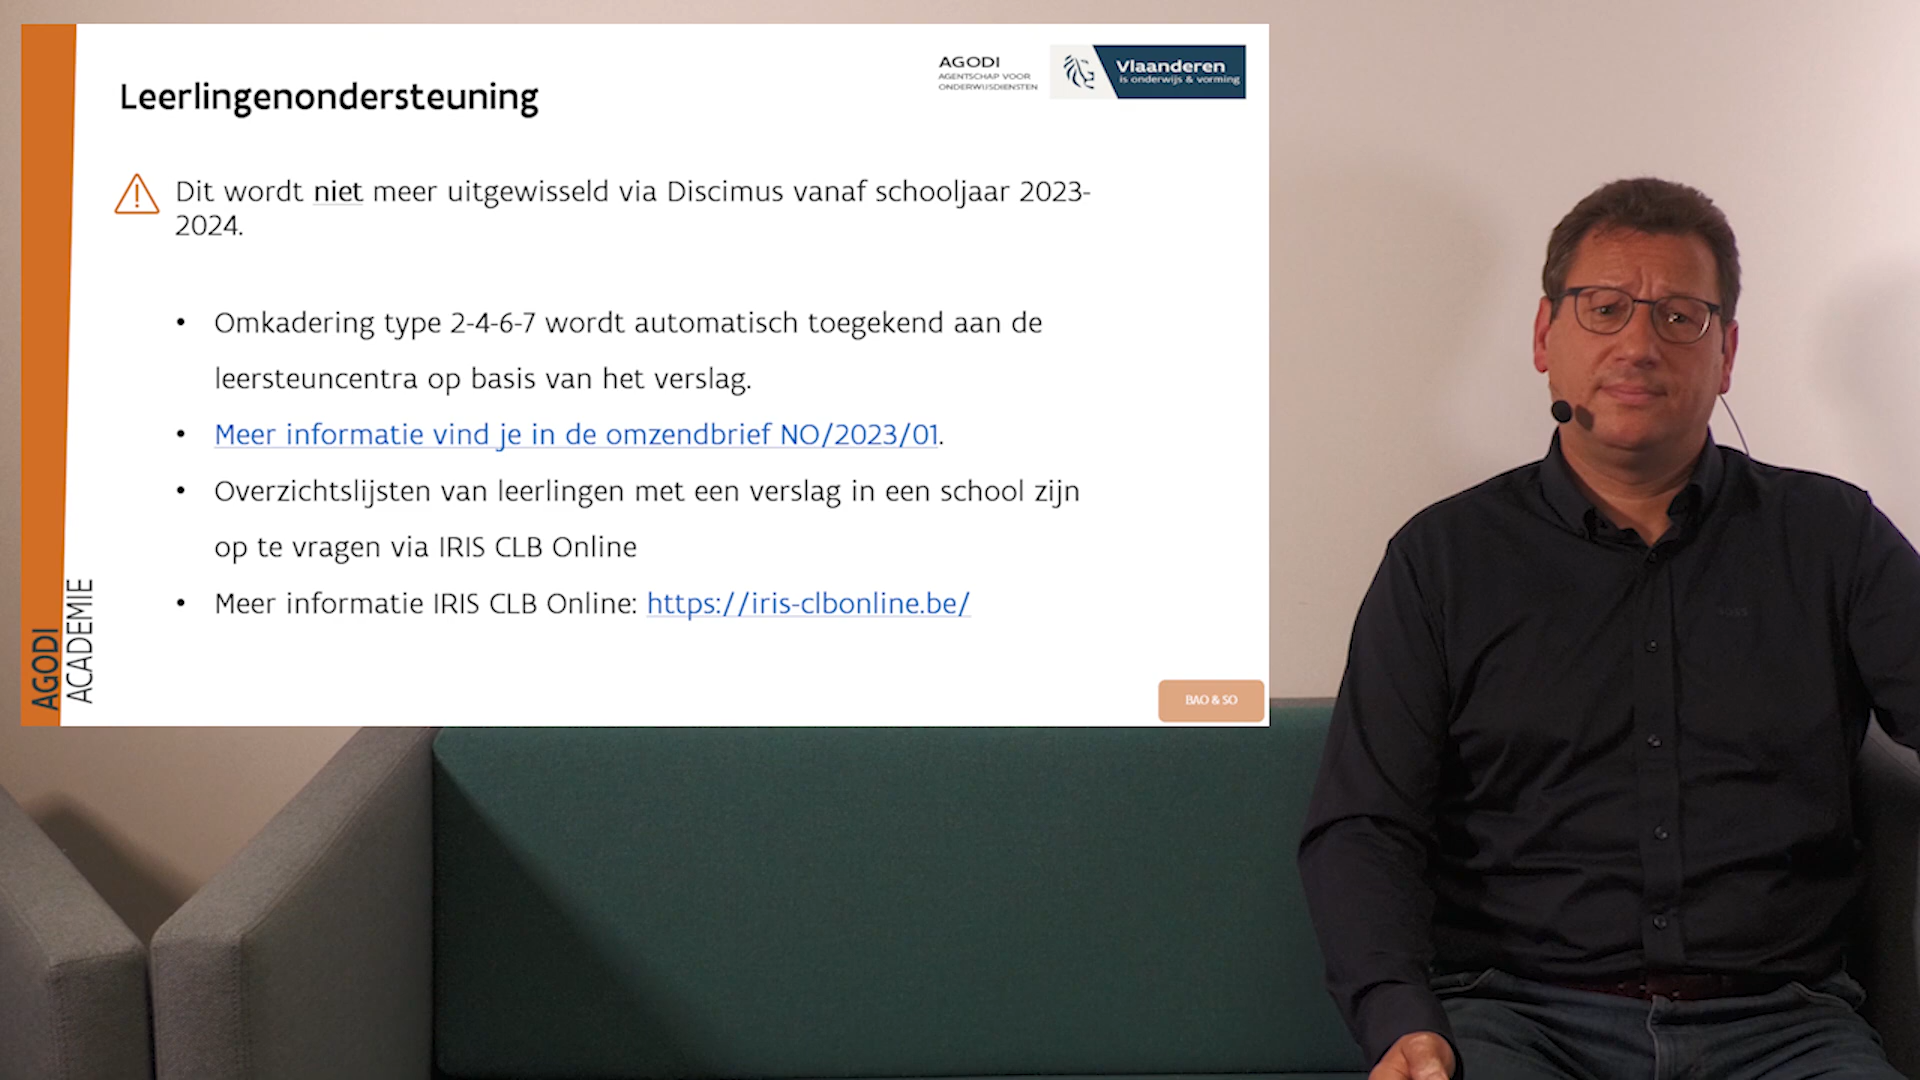 Leerlingenondersteuning
AGODI
AGENTSCHAP VOOR
ONDERWIJSDIENSTEN
Vlaanderen
is onderwijs & vorming
Dit wordt niet meer uitgewisseld via Discimus vanaf schooljaar 2023-
2024.
• Omkadering type 2-4-6-7 wordt automatisch toegekend aan de
leersteuncentra op basis van het verslag.
• Meer informatie vind je in de omzendbrief NO/2023/01.
• Overzichtslijsten van leerlingen met een verslag in een school zijn
op te vragen via IRIS CLB Online
• Meer informatie IRIS CLB Online: https://iris-clbonline.be/
AGODI
ACADEMIE
BAO & SO